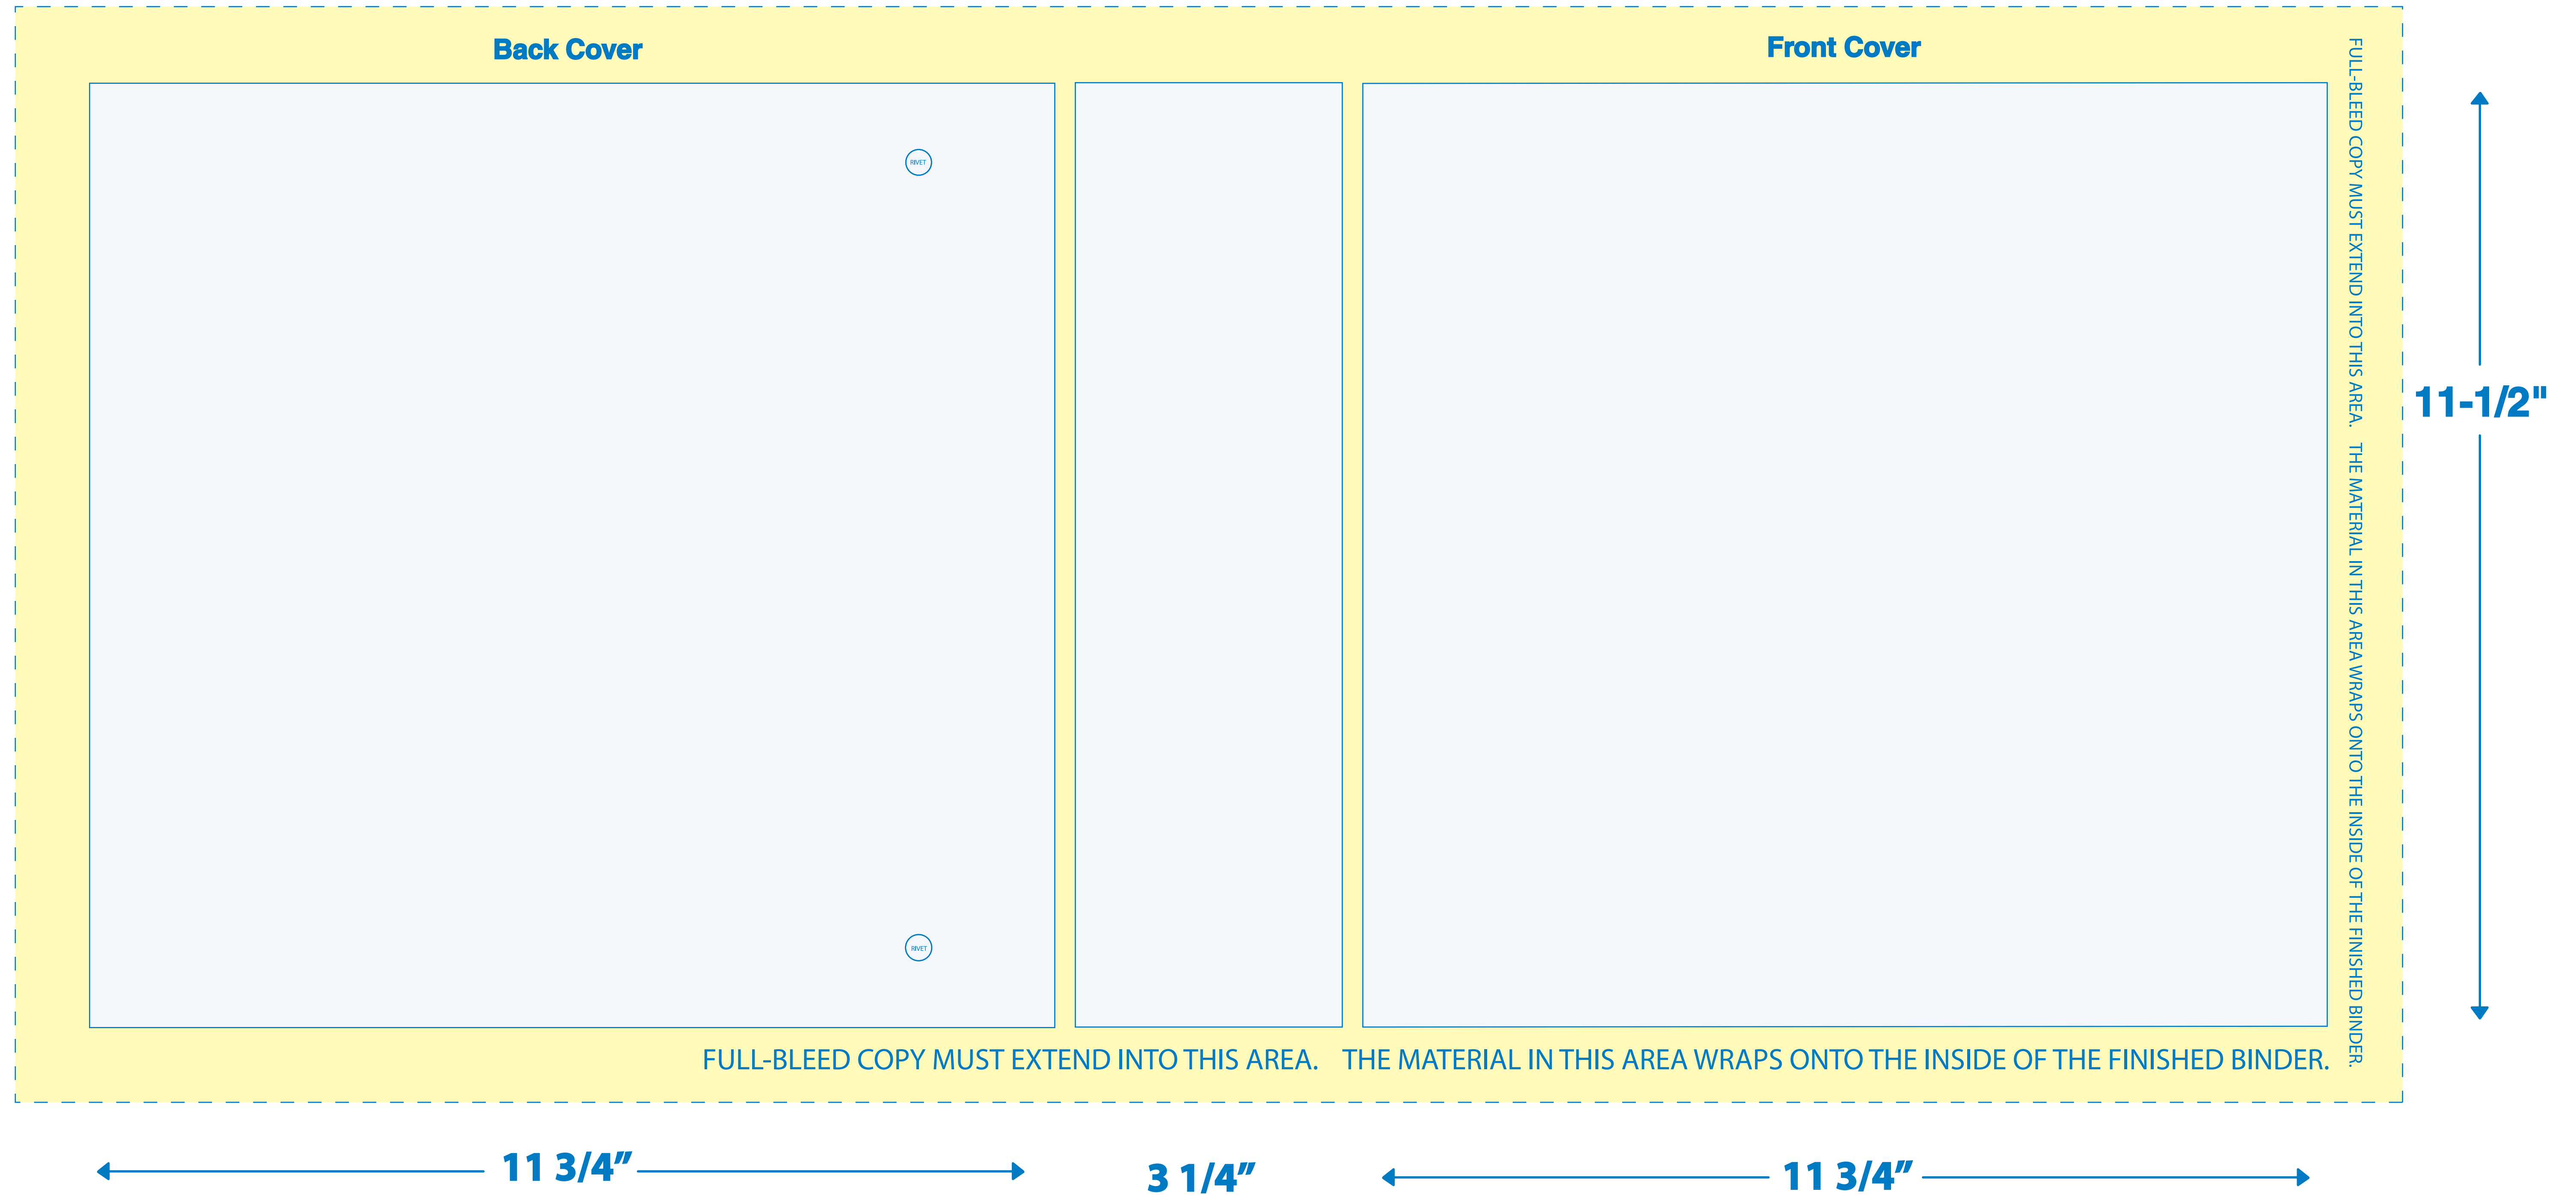 Back Cover
Front Cover
RIVET
RIVET
FULL-BLEED COPY MUST EXTEND INTO THIS AREA. THE MATERIAL IN THIS AREA WRAPS ONTO THE INSIDE OF THE FINISHED BINDER.
FULL-BLEED COPY MUST EXTEND INTO THIS AREA. THE MATERIAL IN THIS AREA WRAPS ONTO THE INSIDE OF THE FINISHED BINDER.
11-1/2"
11 3/4”
3 1/4”
11 3/4”